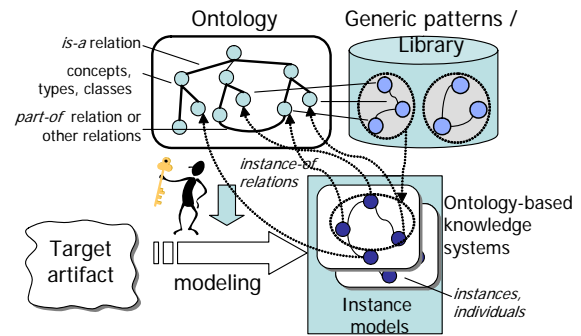 Ontology
Generic patterns /
Library
is-a relation
concepts,
types, classes
part-of relation or
other relations
instance-of
relations
Ontology-based
knowledge
systems
Target
artifact
modeling
Instance
models
instances,
individuals